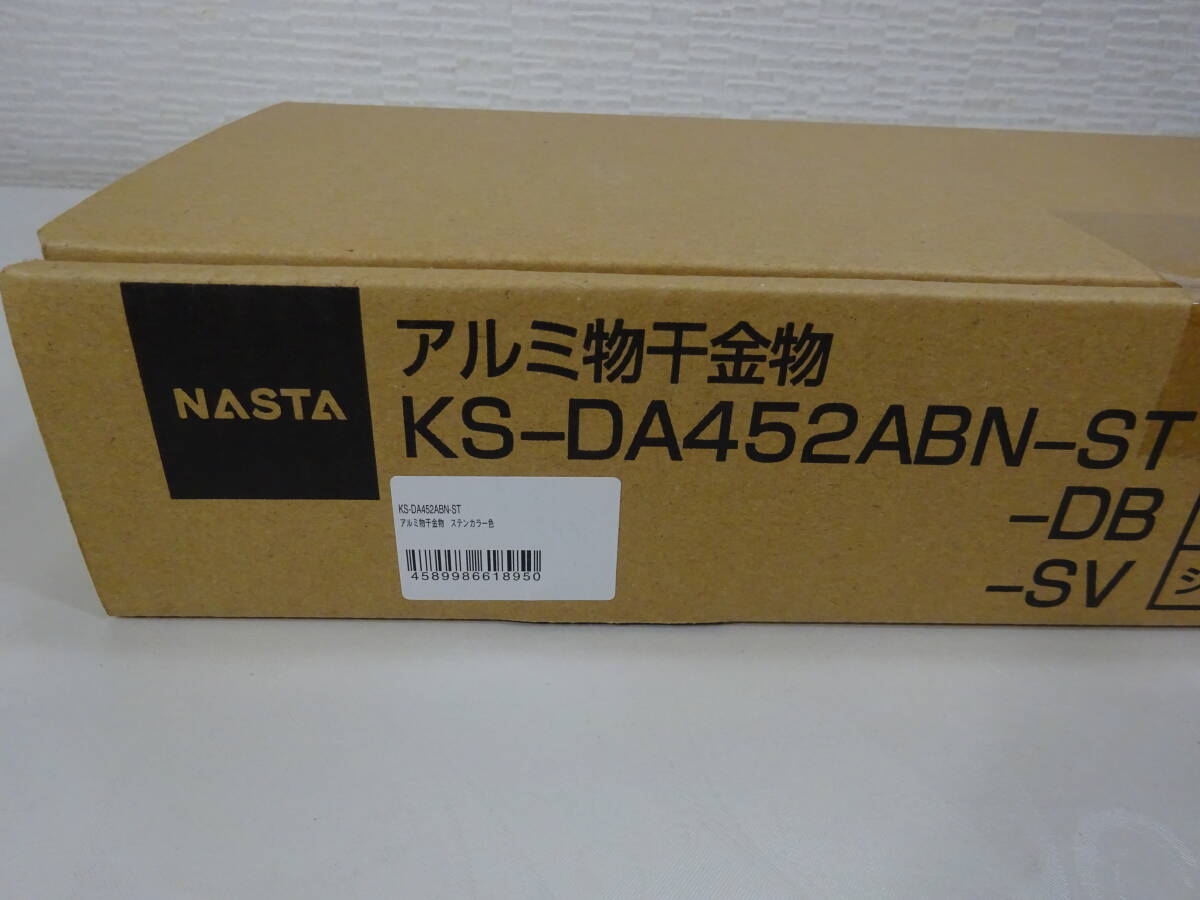 NASTA
アルミ物干金物
KS-DA452ABN-ST
-DB
-SV
シ
KS-DA452ABN-ST
アルミ物干金物 ステンカラー色
4589986618950